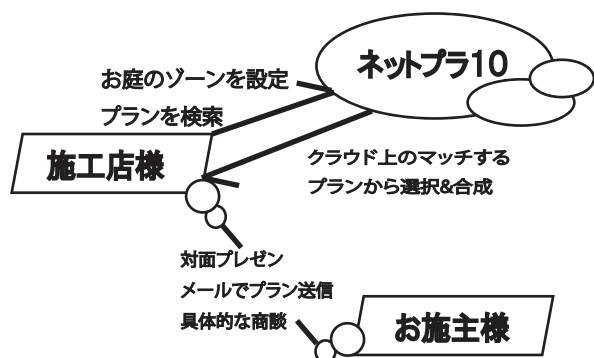 ネットプラ10
お庭のゾーンを設定
プランを検索
施工店様
クラウド上のマッチする
プランから選択&合成
対面プレゼン
メールでプラン送信
具体的な商談
お施主様